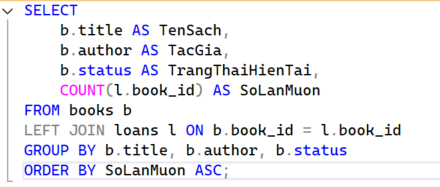 SELECT
    b.title AS TenSach,
    b.author AS TacGia,
    b.status AS TrangThaiHienTai,
    COUNT(l.book_id) AS SoLanMuon
FROM books b
LEFT JOIN loans l ON b.book_id = l.book_id
GROUP BY b.title, b.author, b.status
ORDER BY SoLanMuon ASC;